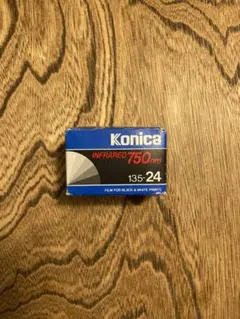 Konica
INFRARED 750nm
135-24
FILM FOR BLACK & WHITE PRINTS